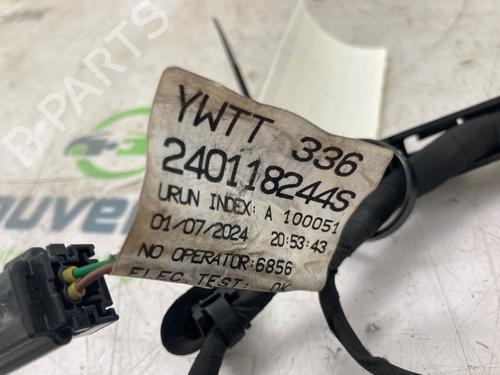 YWTT 336
240118244S
URUN INDEX: A 100051
01/07/2024 20:53:43
NO OPERATOR:6856
ELEC TEST: OK
B-PARTS